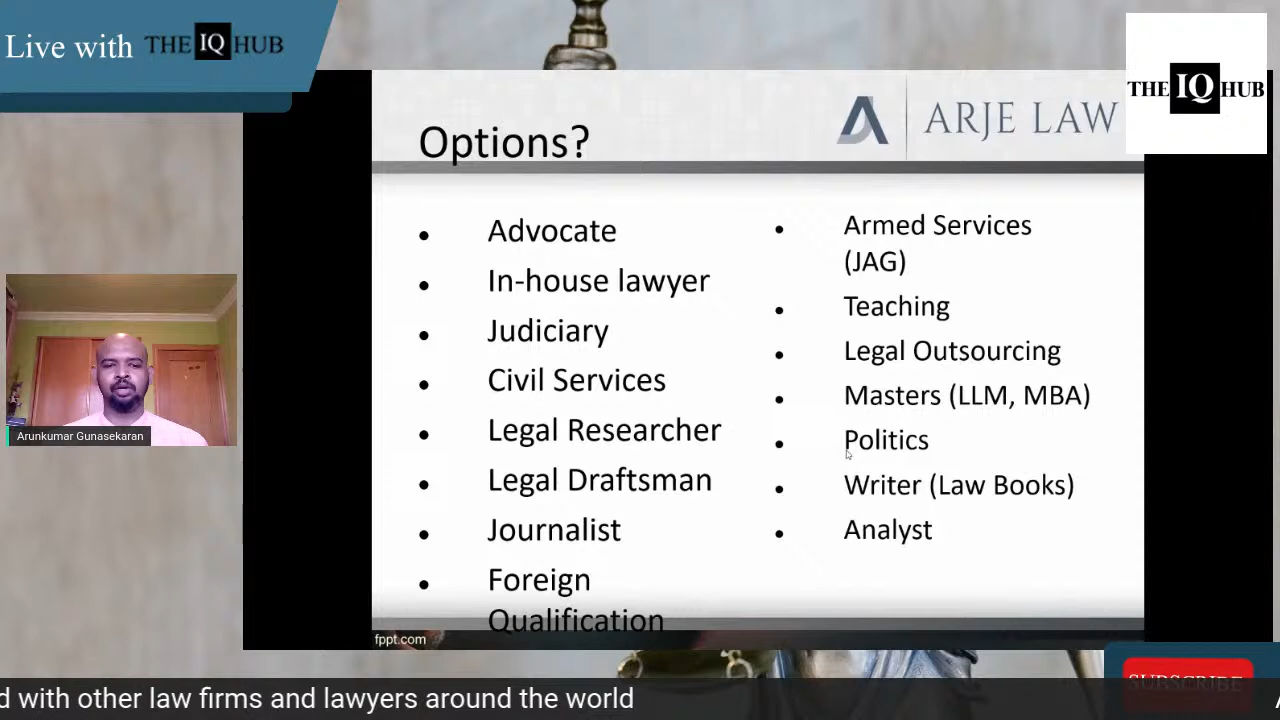 Live with THE IQ HUB
THE IQ HUB
ARJE LAW
Options?
Advocate
In-house lawyer
Judiciary
Civil Services
Legal Researcher
Legal Draftsman
Journalist
Foreign
Qualification
Armed Services
(JAG)
Teaching
Legal Outsourcing
Masters (LLM, MBA)
Politics
Writer (Law Books)
Analyst
Arunkumar Gunasekaran
fppt.com
SUBSCRIBE
with other law firms and lawyers around the world